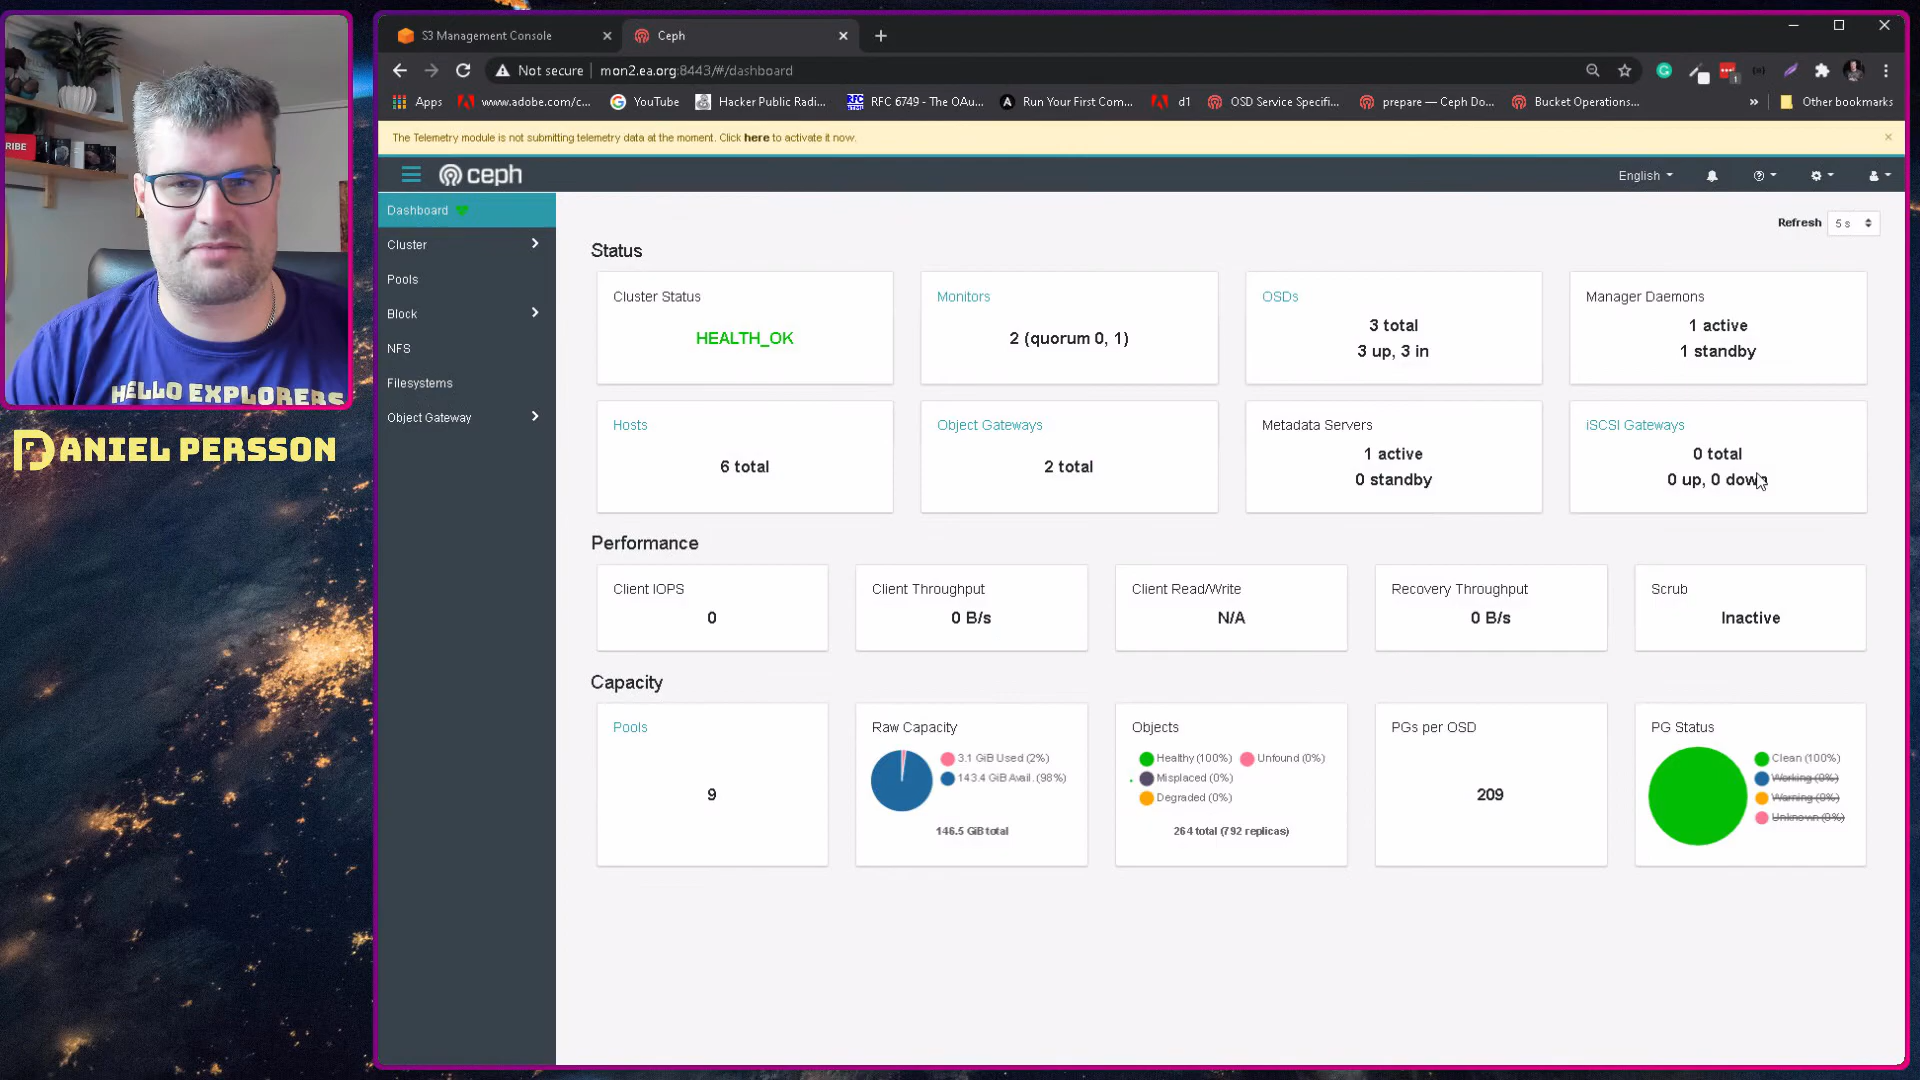 S3 Management Console
Ceph
Not secure
mon2.ea.org:8443/#/dashboard
Apps
www.adobe.com/c...
YouTube
Hacker Public Radi...
RFC 6749 - The OAu...
Run Your First Com...
d1
OSD Service Specifi...
prepare — Ceph Do...
Bucket Operations...
»
Other bookmarks
The Telemetry module is not submitting telemetry data at the moment. Click here to activate it now.
ceph
English
Dashboard
Cluster
Pools
Block
NFS
Filesystems
Object Gateway
Refresh
5 s
Status
Cluster Status
HEALTH_OK
Monitors
2 (quorum 0, 1)
OSDs
3 total
3 up, 3 in
Manager Daemons
1 active
1 standby
Hosts
6 total
Object Gateways
2 total
Metadata Servers
1 active
0 standby
iSCSI Gateways
0 total
0 up, 0 down
Performance
Client IOPS
0
Client Throughput
0 B/s
Client Read/Write
N/A
Recovery Throughput
0 B/s
Scrub
Inactive
Capacity
Pools
9
Raw Capacity
3.1 GiB Used (2%)
143.4 GiB Avail. (98%)
146.5 GiB total
Objects
Healthy (100%)
Unfound (0%)
Misplaced (0%)
Degraded (0%)
264 total (792 replicas)
PGs per OSD
209
PG Status
Clean (100%)
Working (0%)
Warning (0%)
Unknown (0%)
RIBE
HELLO EXPLORERS
DANIEL PERSSON